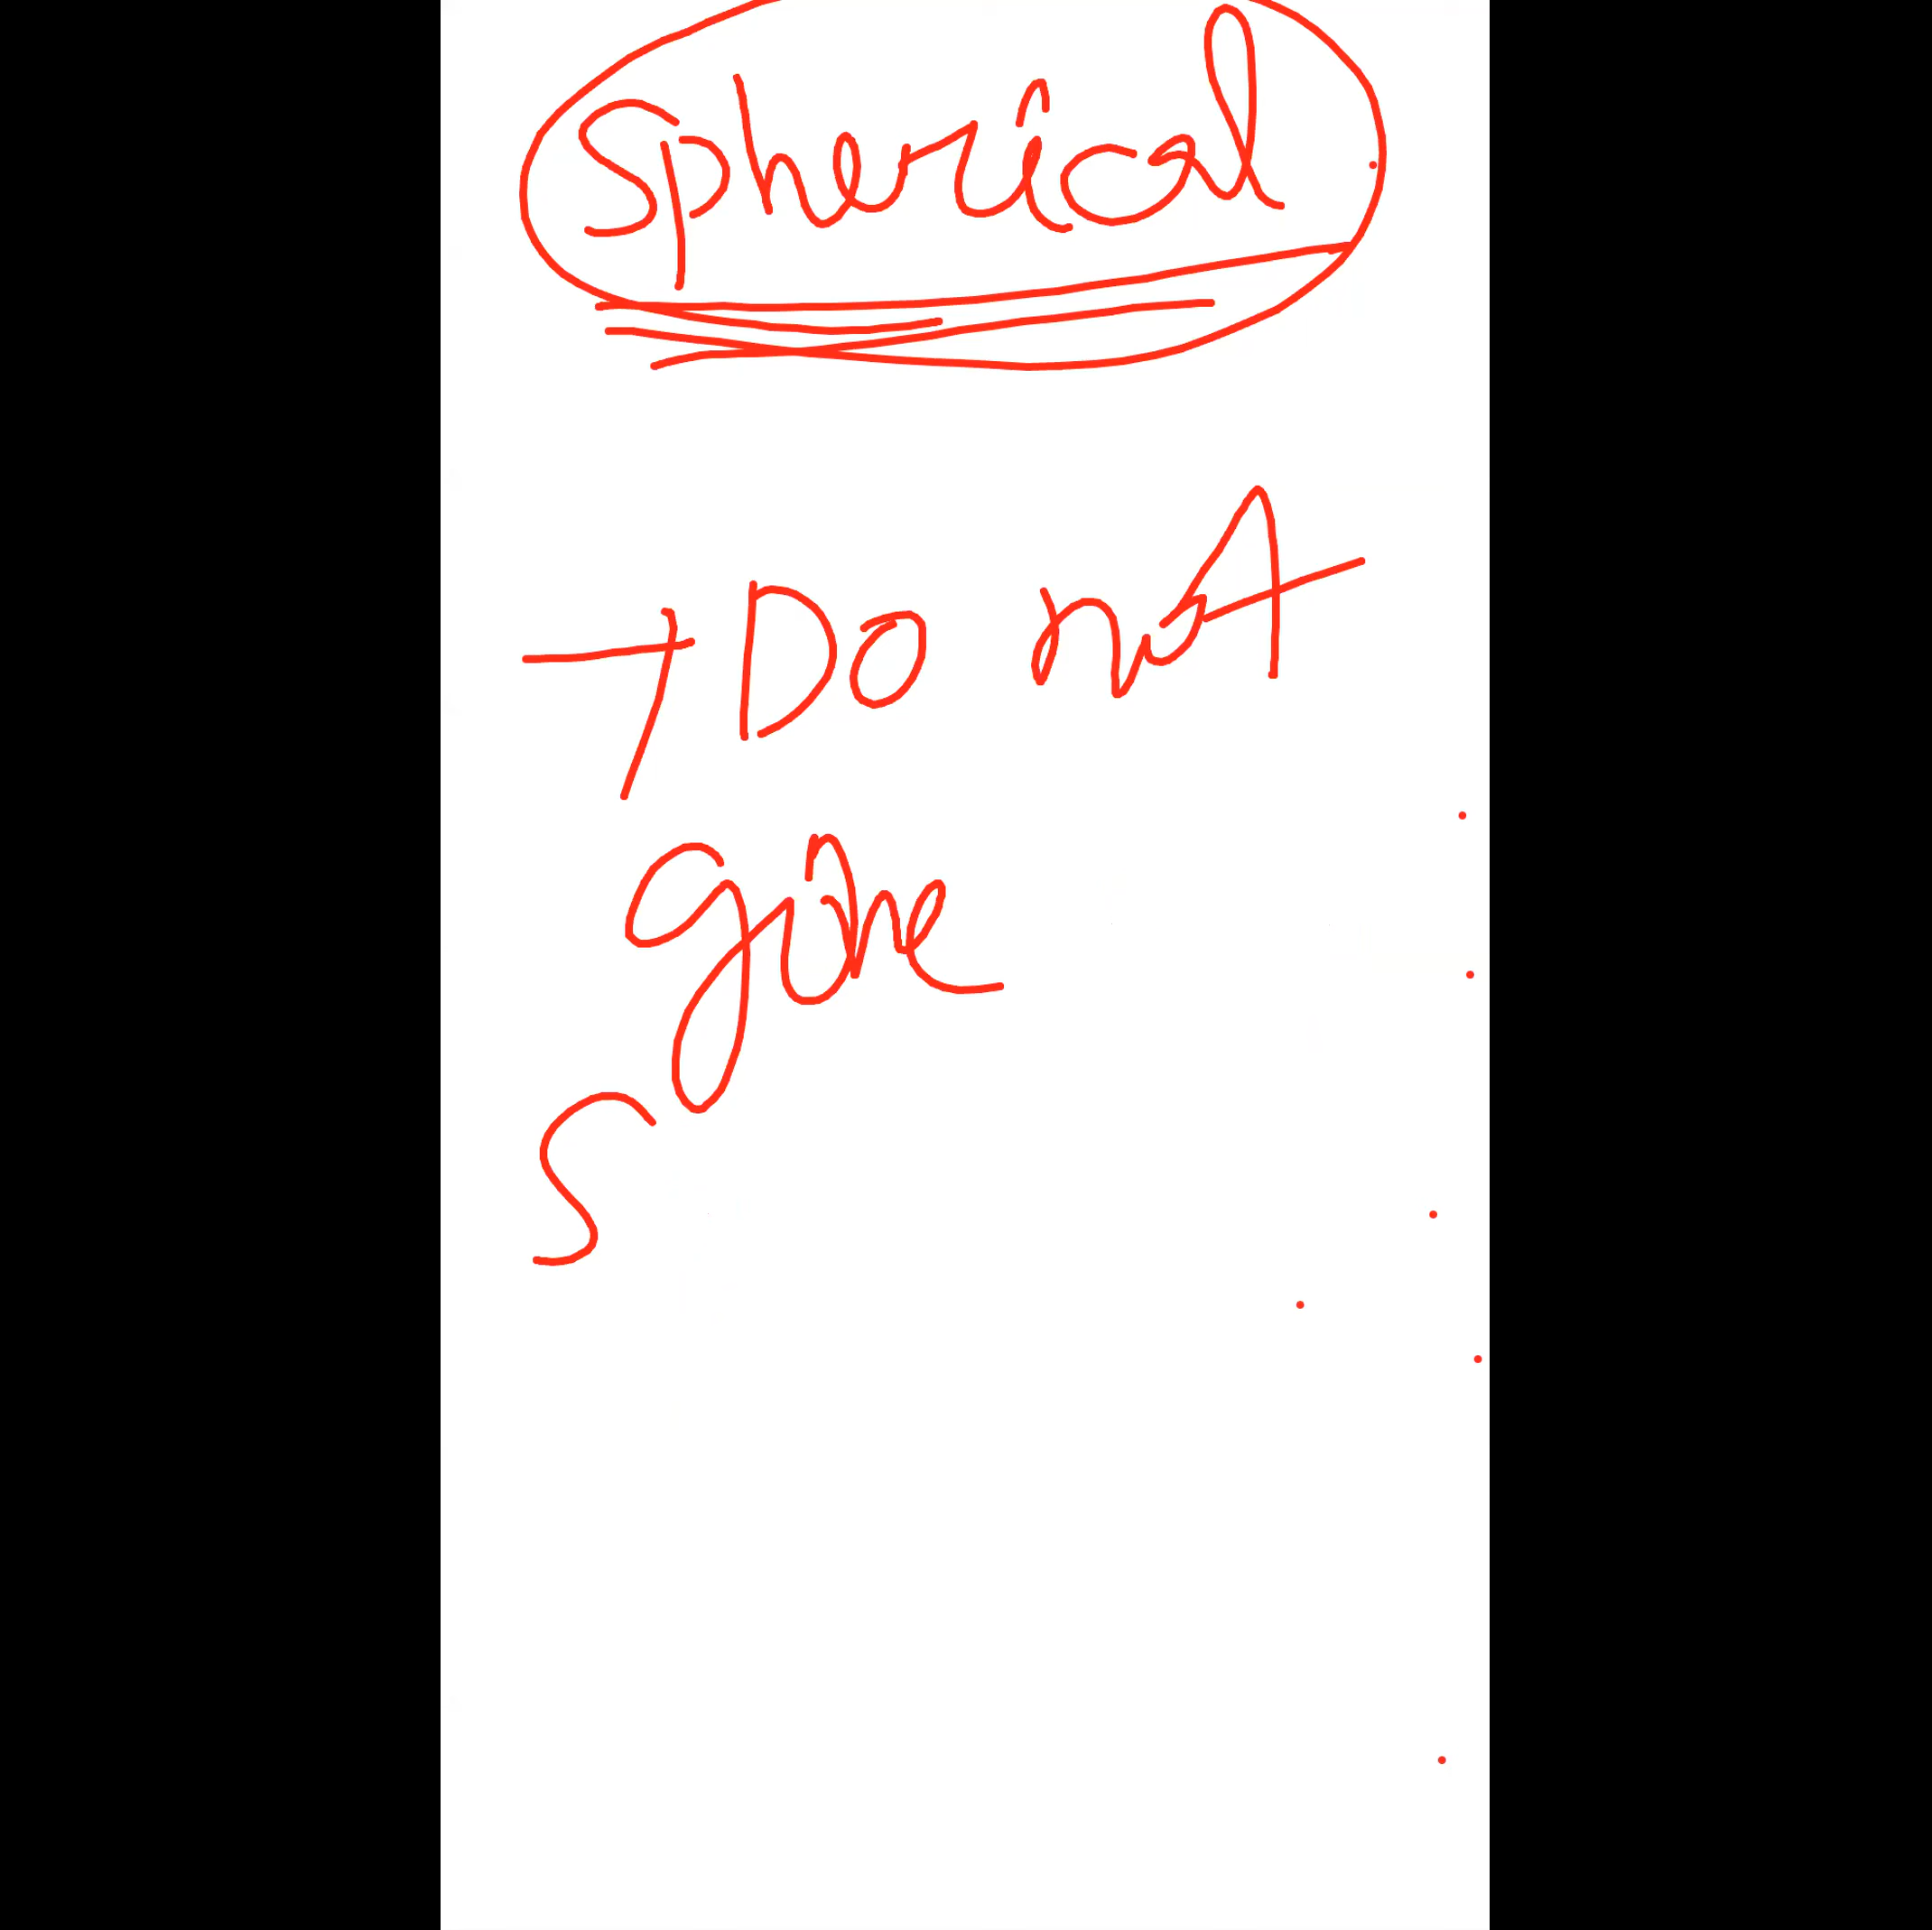 Spherical
→ Do not
give
S